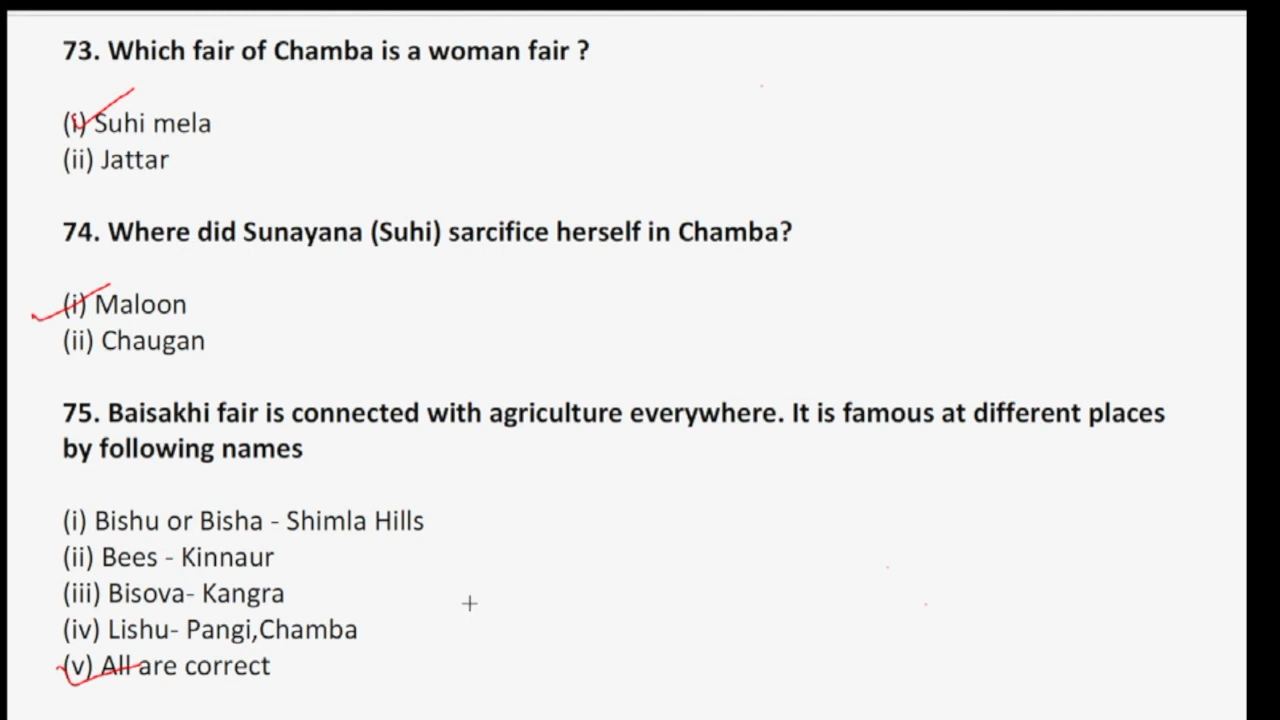 73. Which fair of Chamba is a woman fair ?
(i) Suhi mela
(ii) Jattar
74. Where did Sunayana (Suhi) sarcifice herself in Chamba?
(i) Maloon
(ii) Chaugan
75. Baisakhi fair is connected with agriculture everywhere. It is famous at different places
by following names
(i) Bishu or Bisha - Shimla Hills
(ii) Bees - Kinnaur
(iii) Bisova- Kangra
(iv) Lishu- Pangi,Chamba
(v) All are correct